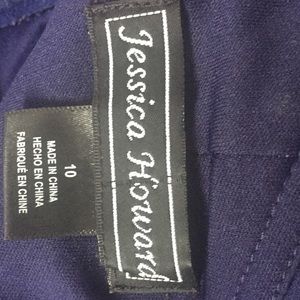 Jessica Howard
10
MADE IN CHINA
HECHO EN CHINA
FABRIQUÉ EN CHINE